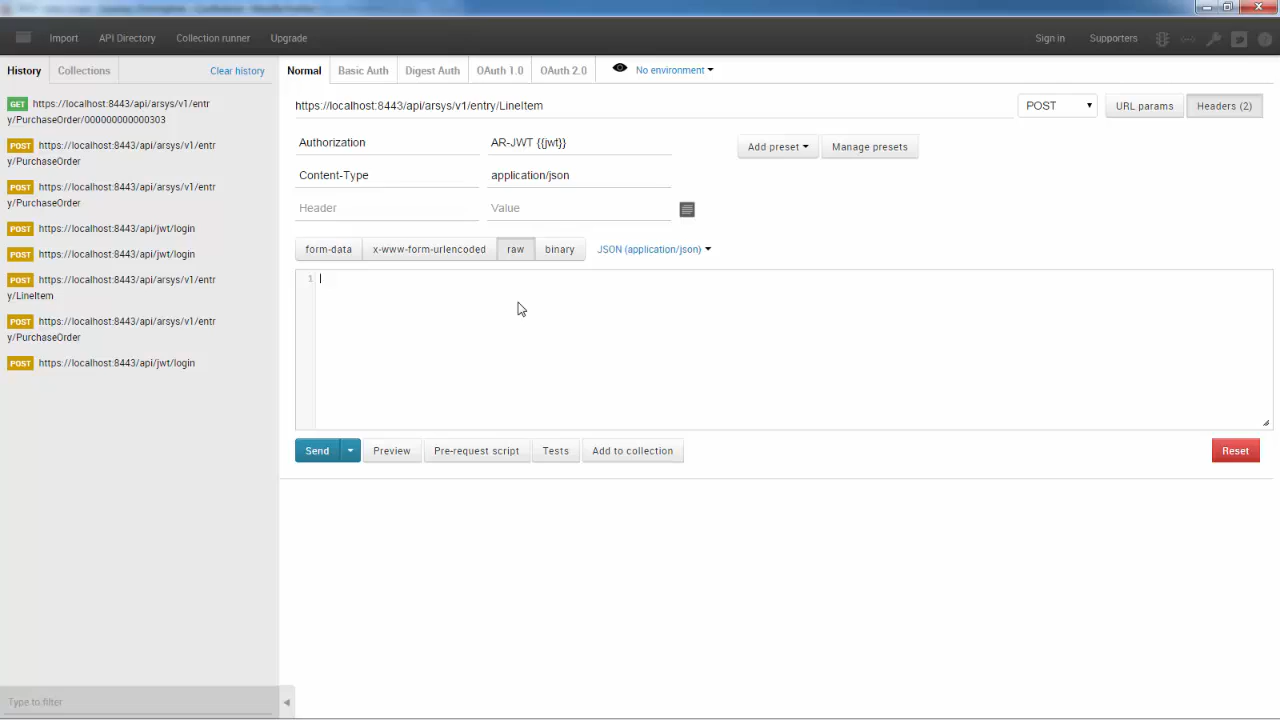 Import API Directory Collection runner Upgrade Sign in Supporters
History Collections Clear history
Normal Basic Auth Digest Auth OAuth 1.0 OAuth 2.0 No environment
GET https://localhost:8443/api/arsys/v1/entr
y/PurchaseOrder/000000000000303
POST https://localhost:8443/api/arsys/v1/entr
y/PurchaseOrder
POST https://localhost:8443/api/arsys/v1/entr
y/PurchaseOrder
POST https://localhost:8443/api/jwt/login
POST https://localhost:8443/api/jwt/login
POST https://localhost:8443/api/arsys/v1/entr
y/LineItem
POST https://localhost:8443/api/arsys/v1/entr
y/PurchaseOrder
POST https://localhost:8443/api/jwt/login
Type to filter
https://localhost:8443/api/arsys/v1/entry/LineItem POST URL params Headers (2)
Authorization AR-JWT {{jwt}} Add preset Manage presets
Content-Type application/json
Header Value
form-data x-www-form-urlencoded raw binary JSON (application/json)
1
Send Preview Pre-request script Tests Add to collection Reset